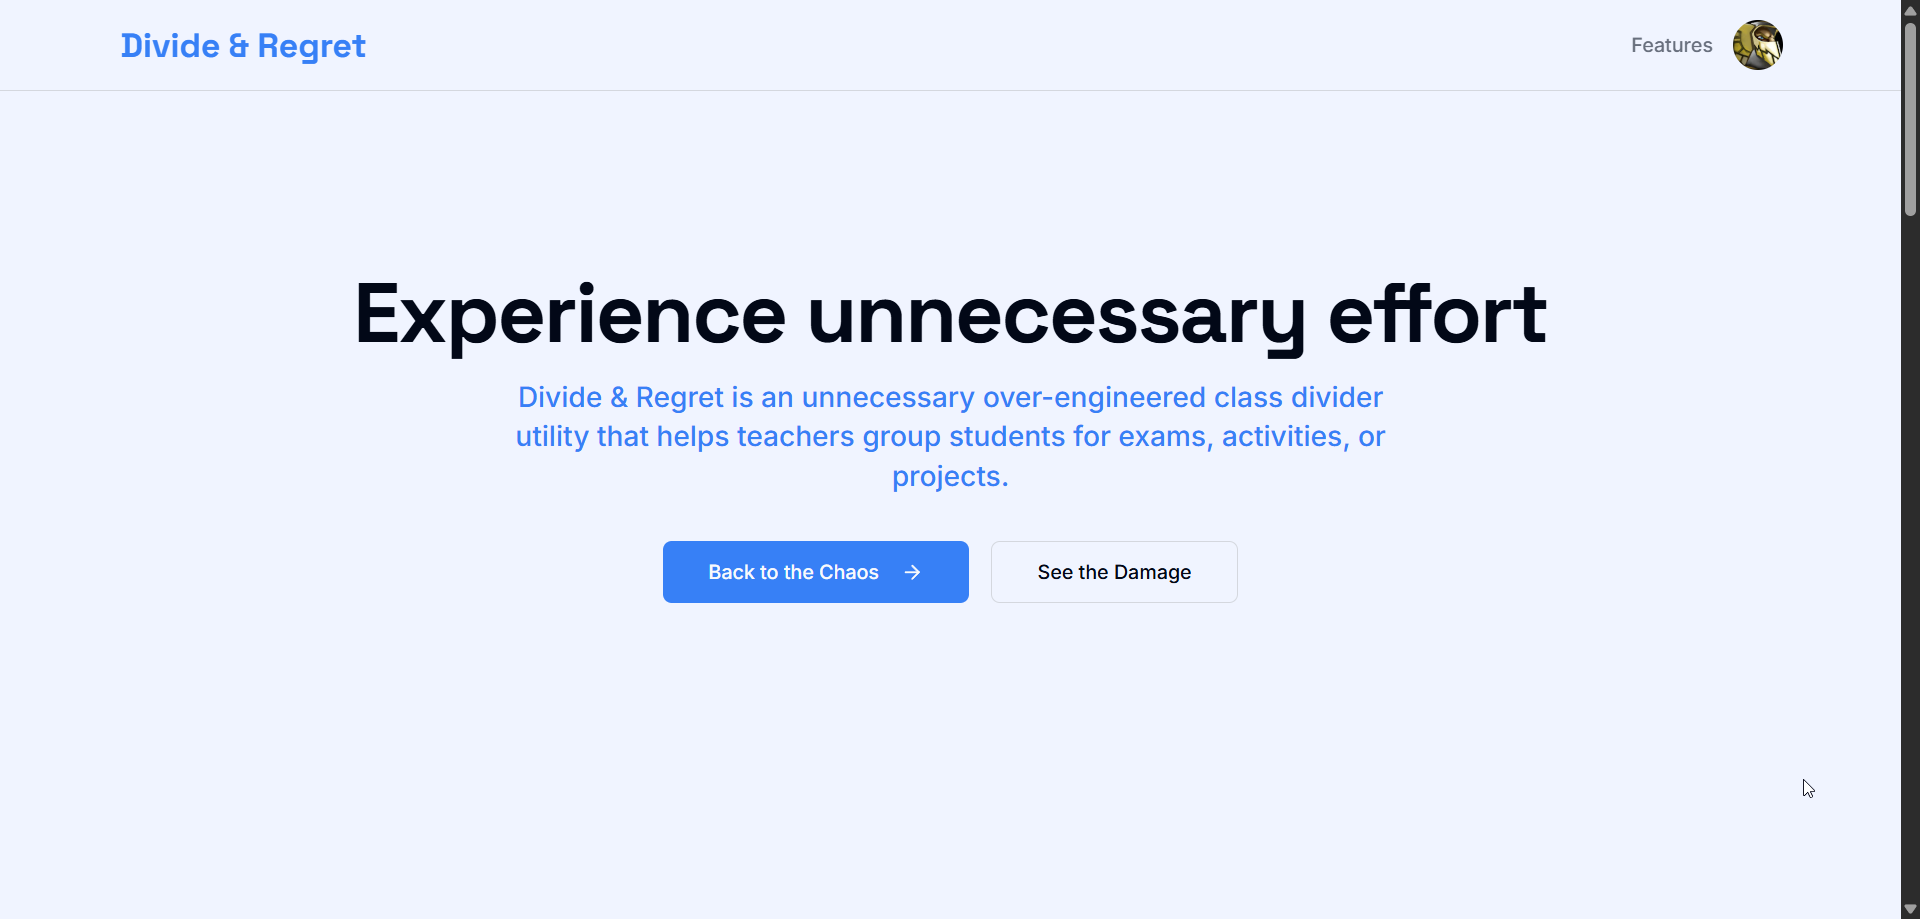 Divide & Regret
Features
Experience unnecessary effort
Divide & Regret is an unnecessary over-engineered class divider
utility that helps teachers group students for exams, activities, or
projects.
Back to the Chaos
See the Damage